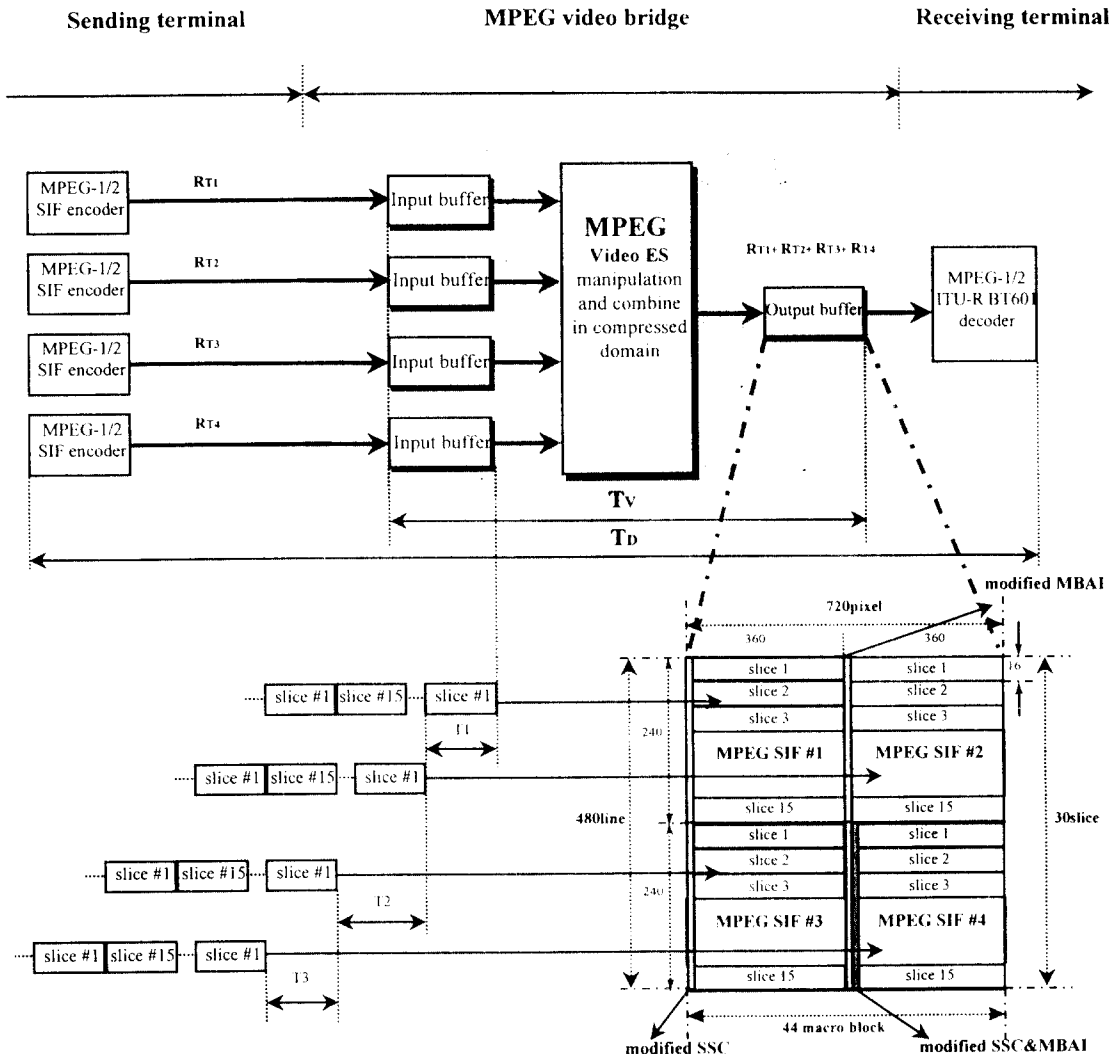 Sending terminal
MPEG video bridge
Receiving terminal
MPEG-1/2
SIF encoder
RT1
Input buffer
MPEG-1/2
SIF encoder
RT2
Input buffer
MPEG-1/2
SIF encoder
RT3
Input buffer
MPEG-1/2
SIF encoder
RT4
Input buffer
MPEG
Video ES
manipulation
and combine
in compressed
domain
RT1+ RT2+ RT3+ RT4
Output buffer
MPEG-1/2
ITU-R BT601
decoder
TV
TD
modified MBAI
720pixel
360
360
16
slice #1
slice #15
slice #1
T1
slice #1
slice #15
slice #1
T2
slice #1
slice #15
slice #1
T3
slice #1
slice #15
slice #1
480line
240
240
slice 1
slice 2
slice 3
MPEG SIF #1
slice 15
slice 1
slice 2
slice 3
MPEG SIF #2
slice 15
slice 1
slice 2
slice 3
MPEG SIF #3
slice 15
slice 1
slice 2
slice 3
MPEG SIF #4
slice 15
30slice
44 macro block
modified SSC
modified SSC&MBAI